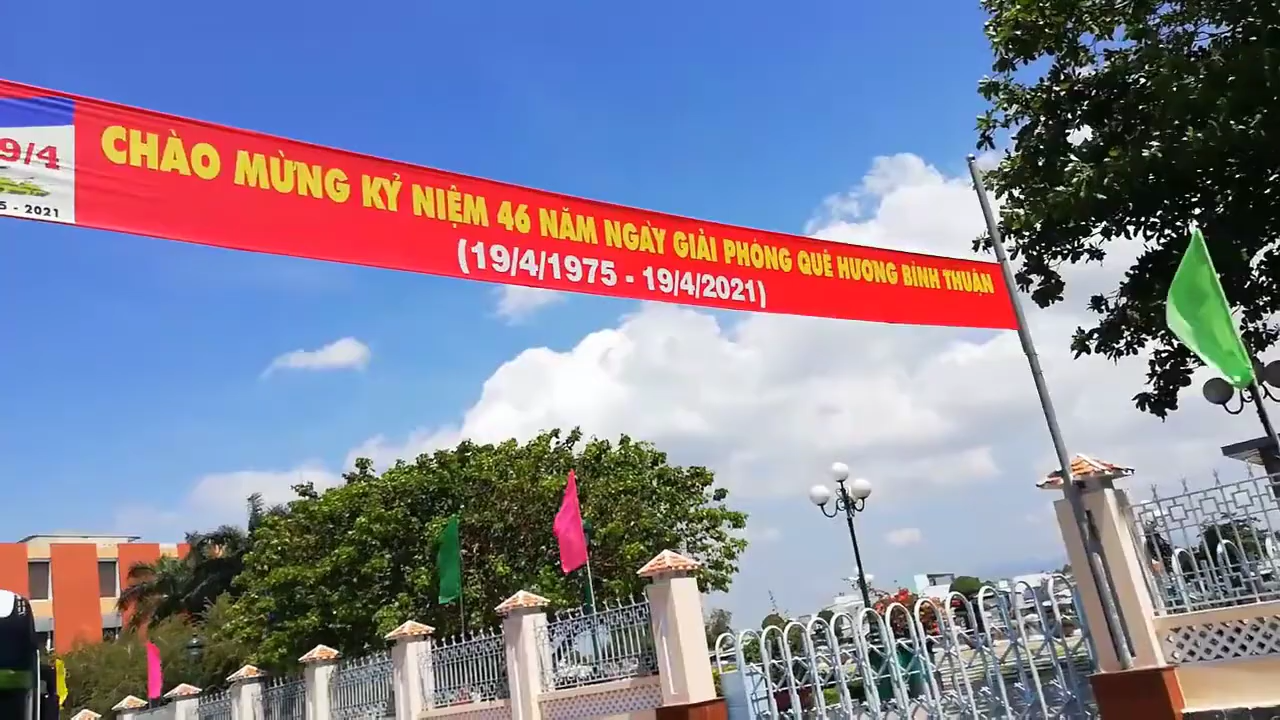 9/4
5 - 2021
CHÀO MỪNG KỶ NIỆM 46 NĂM NGÀY GIẢI PHÓNG QUÊ HƯƠNG BÌNH THUẬN
(19/4/1975 - 19/4/2021)